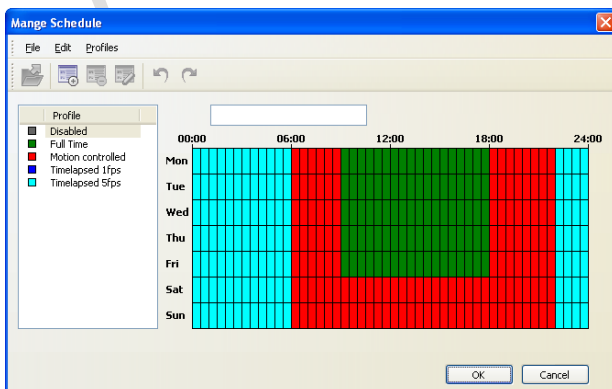 Mange Schedule
File Edit Profiles
Profile
Disabled
Full Time
Motion controlled
Timelapsed 1fps
Timelapsed 5fps
00:00 06:00 12:00 18:00 24:00
Mon
Tue
Wed
Thu
Fri
Sat
Sun
OK Cancel